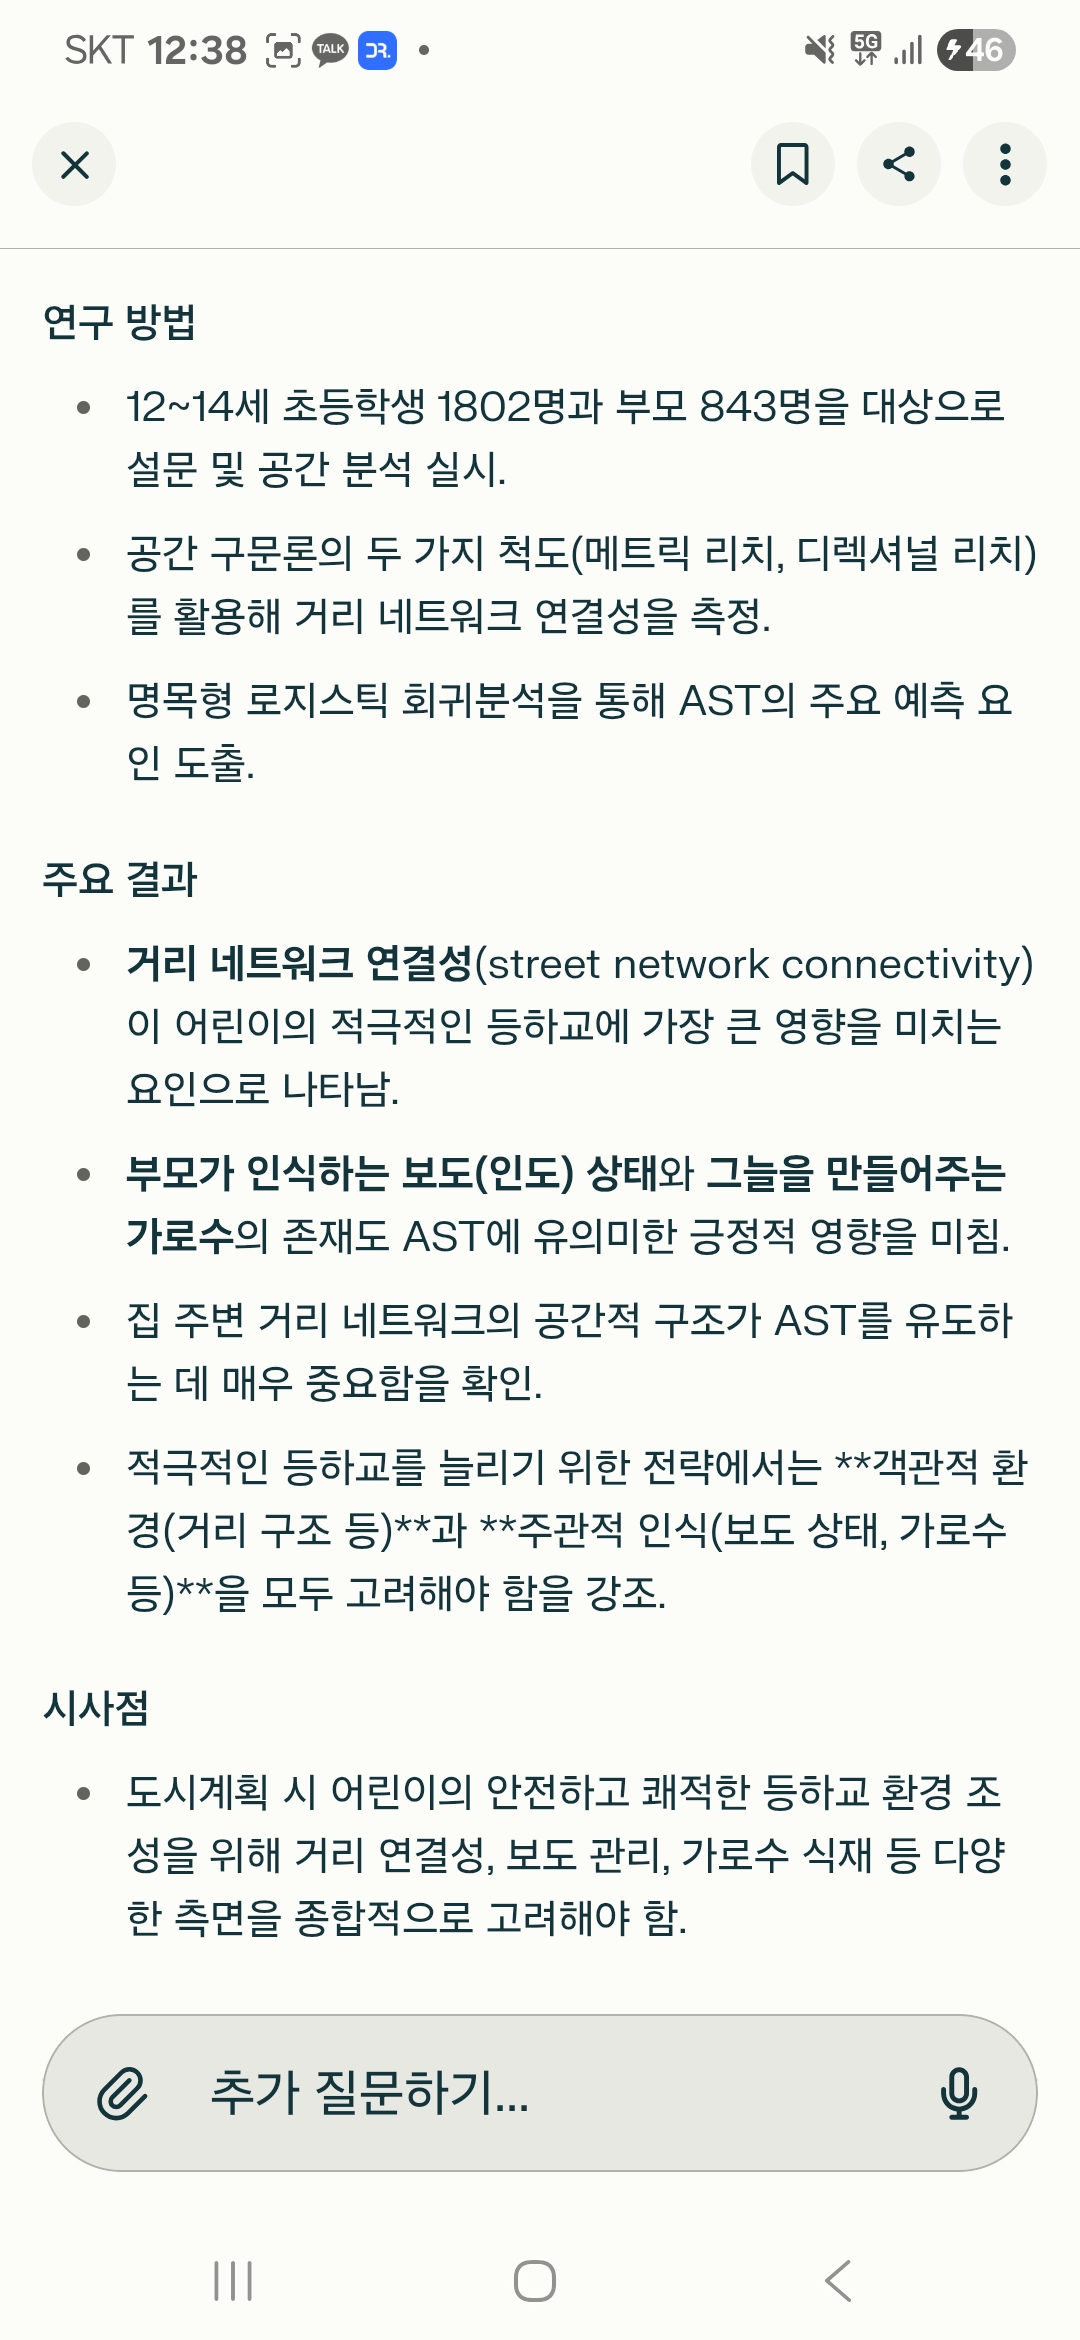 SKT 12:38 TALK DR. 5G 46
연구 방법
12~14세 초등학생 1802명과 부모 843명을 대상으로
설문 및 공간 분석 실시.
공간 구문론의 두 가지 척도(메트릭 리치, 디렉셔널 리치)
를 활용해 거리 네트워크 연결성을 측정.
명목형 로지스틱 회귀분석을 통해 AST의 주요 예측 요
인 도출.
주요 결과
거리 네트워크 연결성(street network connectivity)
이 어린이의 적극적인 등하교에 가장 큰 영향을 미치는
요인으로 나타남.
부모가 인식하는 보도(인도) 상태와 그늘을 만들어주는
가로수의 존재도 AST에 유의미한 긍정적 영향을 미침.
집 주변 거리 네트워크의 공간적 구조가 AST를 유도하
는 데 매우 중요함을 확인.
적극적인 등하교를 늘리기 위한 전략에서는 **객관적 환
경(거리 구조 등)**과 **주관적 인식(보도 상태, 가로수
등)**을 모두 고려해야 함을 강조.
시사점
도시계획 시 어린이의 안전하고 쾌적한 등하교 환경 조
성을 위해 거리 연결성, 보도 관리, 가로수 식재 등 다양
한 측면을 종합적으로 고려해야 함.
추가 질문하기...